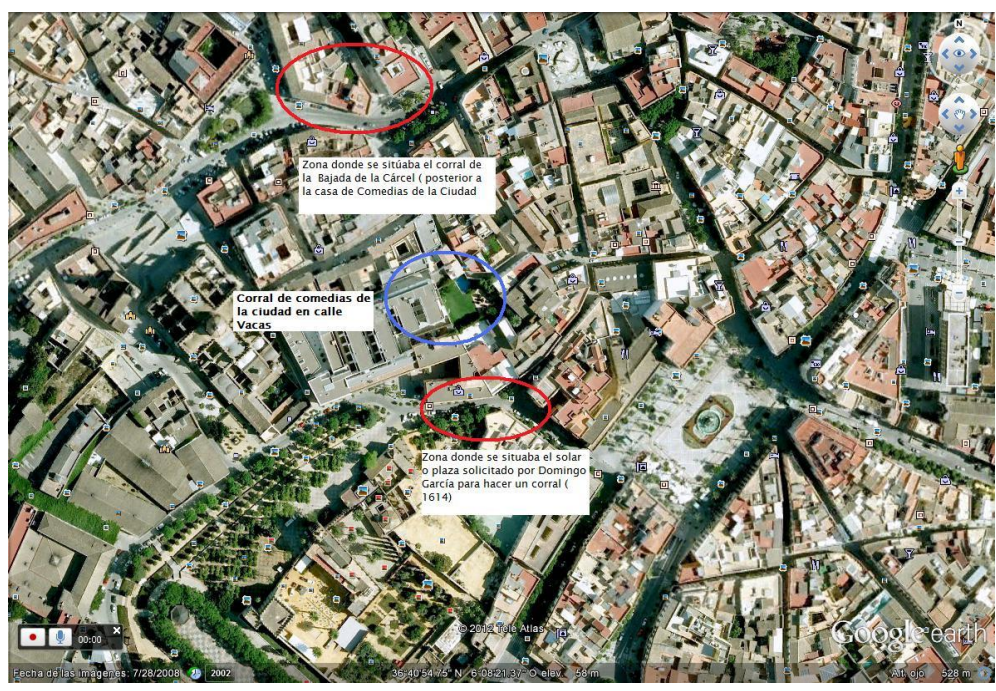 N
Zona donde se sitúaba el corral de
la Bajada de la Cárcel ( posterior a
la casa de Comedias de la Ciudad
Corral de comedias de
la ciudad en calle
Vacas
Zona donde se situaba el solar
o plaza solicitado por Domingo
García para hacer un corral (
1614)
© 2012 Tele Atlas
Google earth
00:00
Fecha de las imágenes: 7/28/2008 2002 36°40'54.75" N 6°08'21.37" O elev. 58 m Alt. ojo 528 m